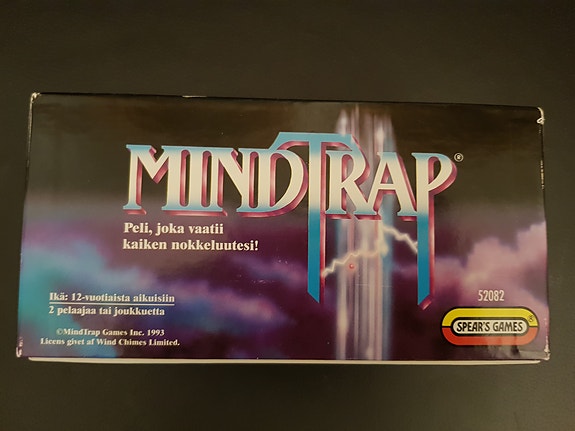 MINDTRAP®
Peli, joka vaatii
kaiken nokkeluutesi!
Ikä: 12-vuotiaista aikuisiin
2 pelaajaa tai joukkuetta
©MindTrap Games Inc. 1993
Licens givet af Wind Chimes Limited.
52082
SPEAR'S GAMES®